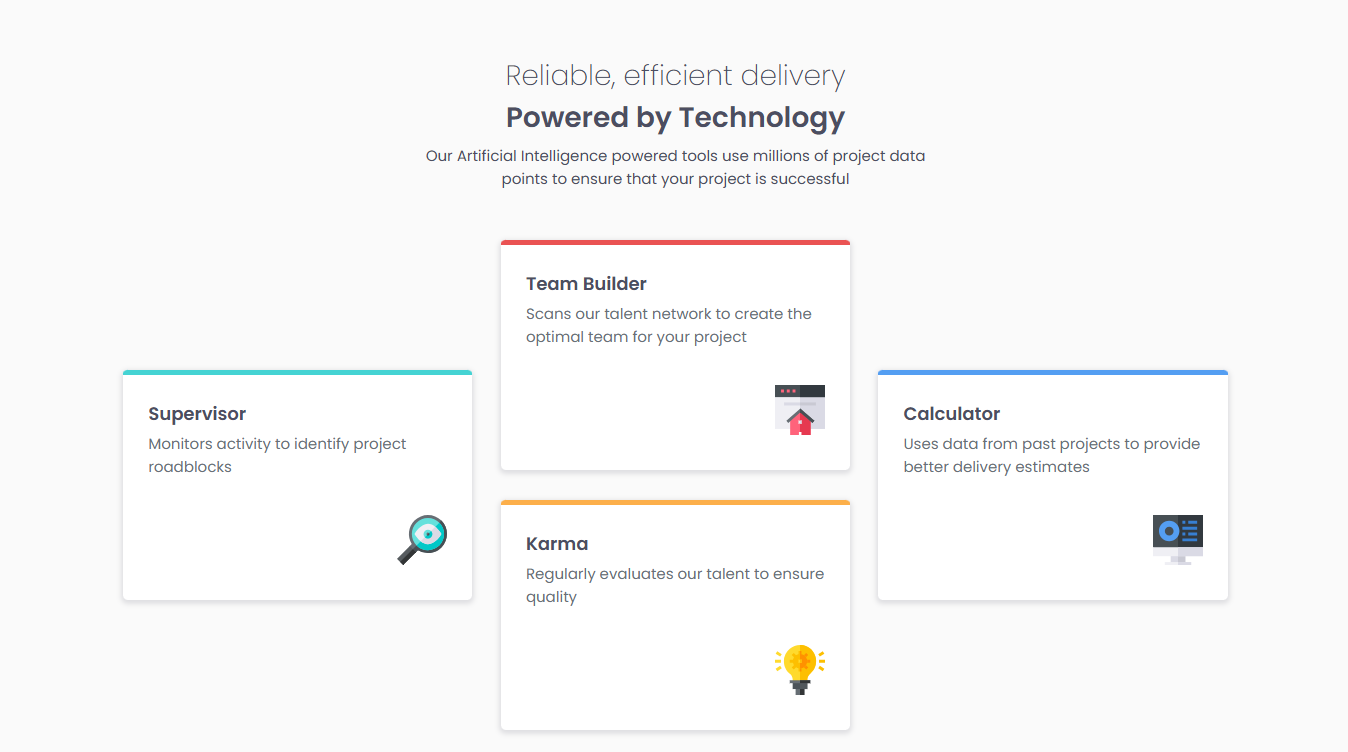 Reliable, efficient delivery
Powered by Technology
Our Artificial Intelligence powered tools use millions of project data
points to ensure that your project is successful
Team Builder
Scans our talent network to create the
optimal team for your project
Supervisor
Monitors activity to identify project
roadblocks
Calculator
Uses data from past projects to provide
better delivery estimates
Karma
Regularly evaluates our talent to ensure
quality